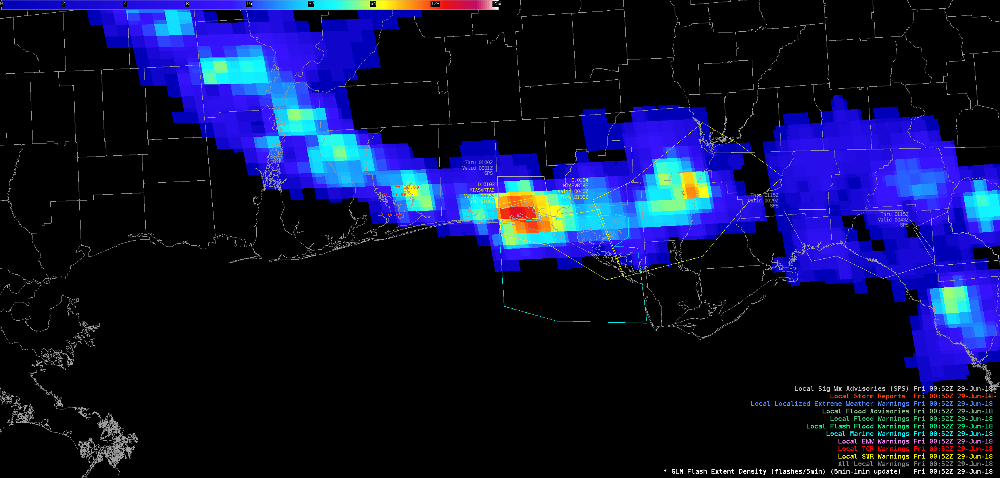 0 2 4 8 16 32 64 128 256
Thru 0100Z
Valid 0031Z
SPS
O.0103
MIASVRTAE
Valid 0035Z
Thru 0100Z
O.0104
MIASVRTAE
Valid 0040Z
Thru 0130Z
26.00
23.00
39.00
Thru 0115Z
Valid 0029Z
SPS
Thru 0115Z
Valid 0043Z
SPS
Local Sig Wx Advisories (SPS) Fri 00:52Z 29-Jun-18
Local Storm Reports Fri 00:50Z 29-Jun-18
Local Localized Extreme Weather Warnings Fri 00:52Z 29-Jun-18
Local Flood Advisories Fri 00:52Z 29-Jun-18
Local Flood Warnings Fri 00:52Z 29-Jun-18
Local Flash Flood Warnings Fri 00:52Z 29-Jun-18
Local Marine Warnings Fri 00:52Z 29-Jun-18
Local EWW Warnings Fri 00:52Z 29-Jun-18
Local TOR Warnings Fri 00:52Z 29-Jun-18
Local SVR Warnings Fri 00:52Z 29-Jun-18
All Local Warnings Fri 00:52Z 29-Jun-18
* GLM Flash Extent Density (flashes/5min) (5min-1min update) Fri 00:52Z 29-Jun-18